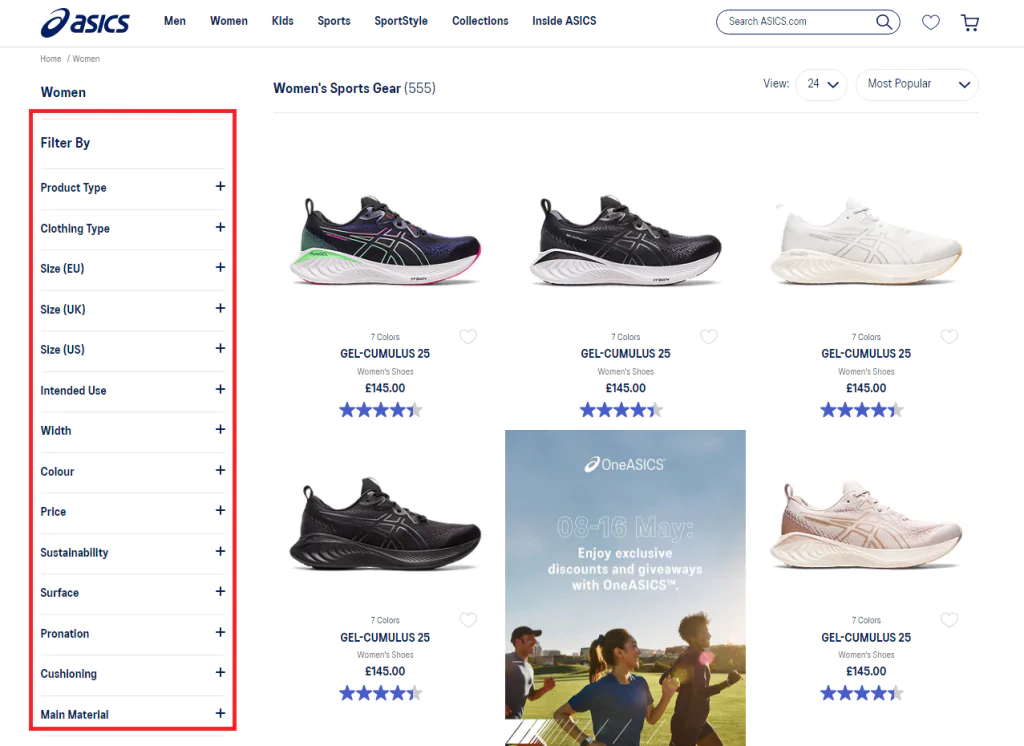 asics
Men
Women
Kids
Sports
SportStyle
Collections
Inside ASICS
Search ASICS.com
Home / Women
Women
Filter By
Product Type +
Clothing Type +
Size (EU) +
Size (UK) +
Size (US) +
Intended Use +
Width +
Colour +
Price +
Sustainability +
Surface +
Pronation +
Cushioning +
Main Material +
Women's Sports Gear (555)
View: 24
Most Popular
7 Colors
GEL-CUMULUS 25
Women's Shoes
£145.00
7 Colors
GEL-CUMULUS 25
Women's Shoes
£145.00
7 Colors
GEL-CUMULUS 25
Women's Shoes
£145.00
7 Colors
GEL-CUMULUS 25
Women's Shoes
£145.00
OneASICS™
08-16 May:
Enjoy exclusive
discounts and giveaways
with OneASICS™.
7 Colors
GEL-CUMULUS 25
Women's Shoes
£145.00